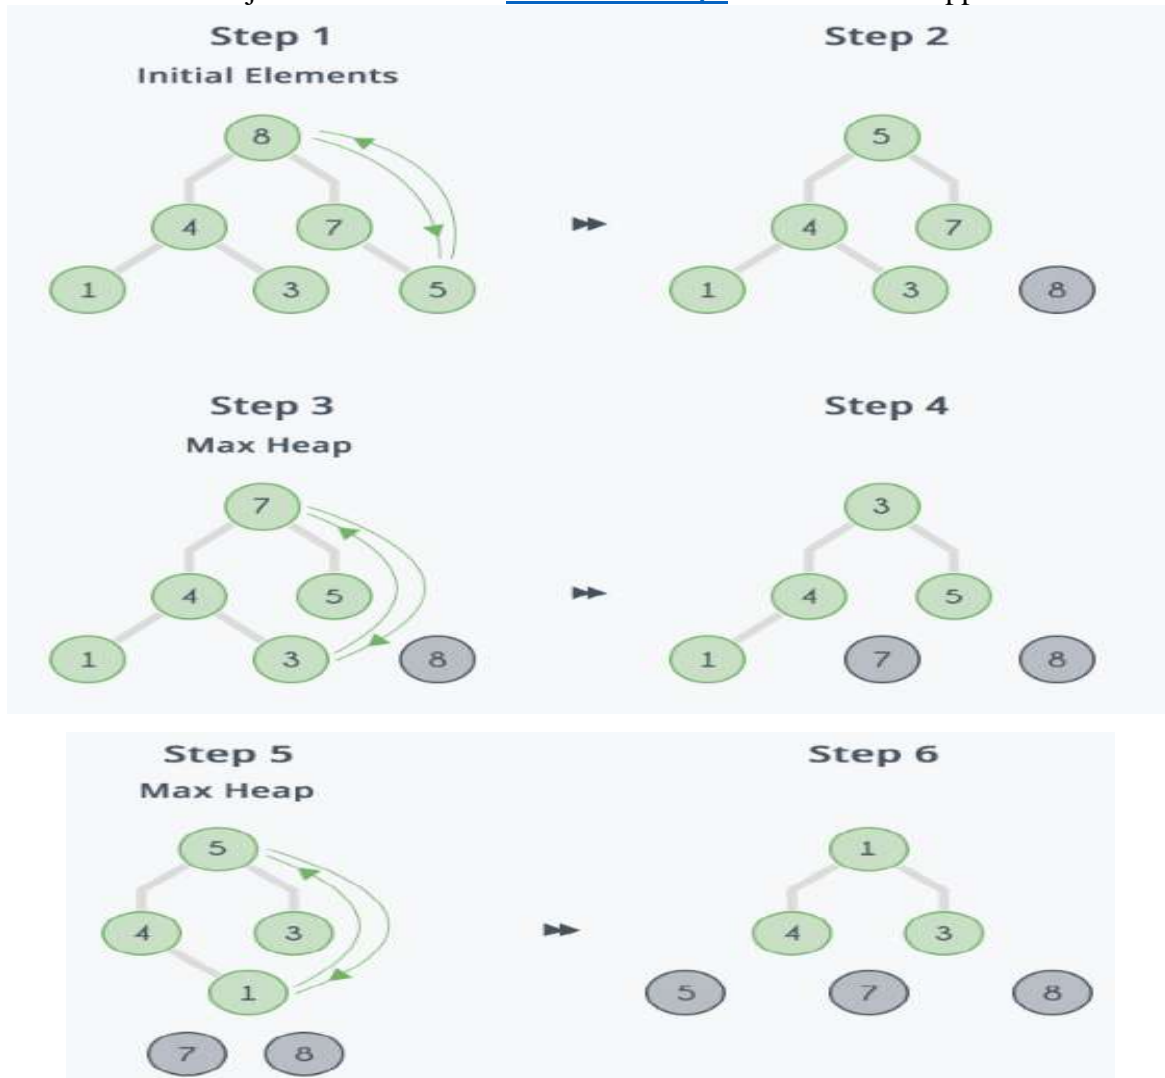 Step 1
Initial Elements
8
4 7
1 3 5
Step 2
5
4 7
1 3 8
Step 3
Max Heap
7
4 5
1 3 8
Step 4
3
4 5
1 7 8
Step 5
Max Heap
5
4 3
1
7 8
Step 6
1
4 3
5 7 8